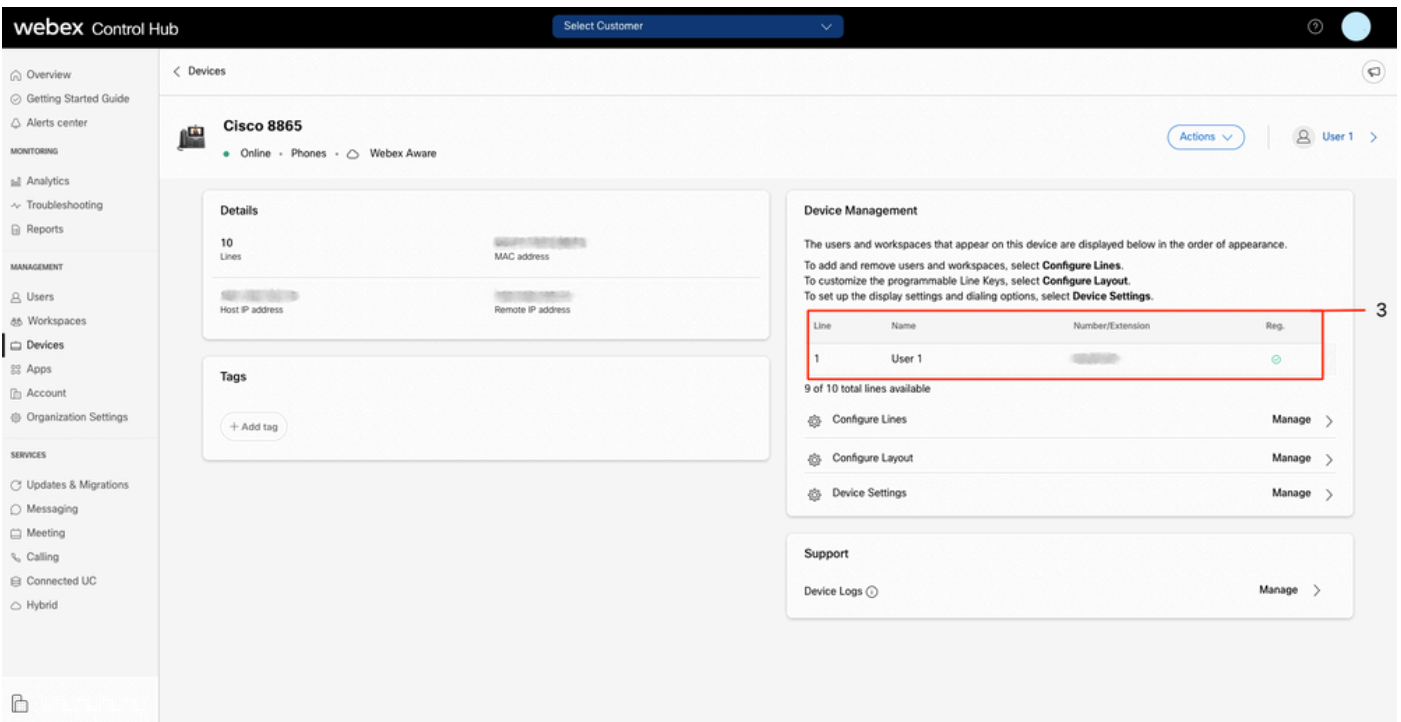 webex Control Hub
Select Customer
Overview
Getting Started Guide
Alerts center
MONITORING
Analytics
Troubleshooting
Reports
MANAGEMENT
Users
Workspaces
Devices
Apps
Account
Organization Settings
SERVICES
Updates & Migrations
Messaging
Meeting
Calling
Connected UC
Hybrid
Devices
Cisco 8865
Online • Phones • Webex Aware
Actions
User 1
Details
10
Lines
MAC address
Host IP address
Remote IP address
Tags
+ Add tag
Device Management
The users and workspaces that appear on this device are displayed below in the order of appearance.
To add and remove users and workspaces, select Configure Lines.
To customize the programmable Line Keys, select Configure Layout.
To set up the display settings and dialing options, select Device Settings.
3
Line Name Number/Extension Reg.
1 User 1
9 of 10 total lines available
Configure Lines Manage
Configure Layout Manage
Device Settings Manage
Support
Device Logs Manage